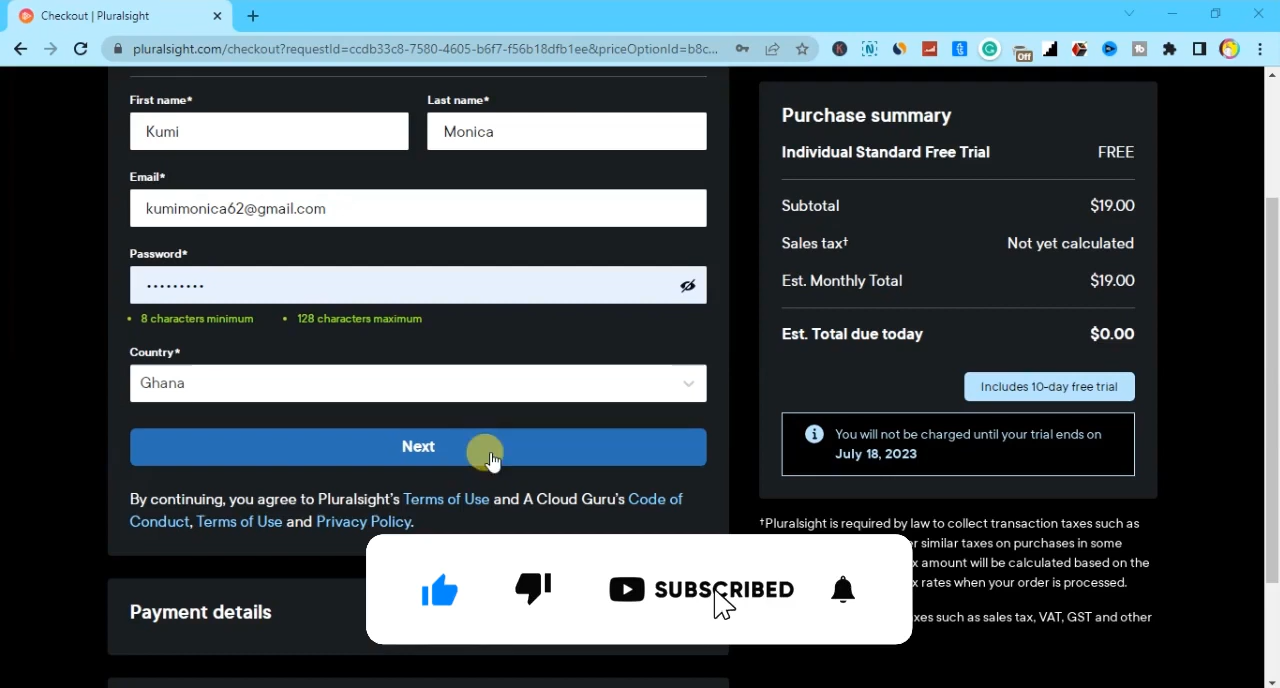 Checkout | Pluralsight
pluralsight.com/checkout?requestId=ccdb33c8-7580-4605-b6f7-f56b18dfb1ee&priceOptionId=b8c...
Off
First name*
Last name*
Kumi
Monica
Email*
kumimonica62@gmail.com
Password*
•••••••••
• 8 characters minimum
• 128 characters maximum
Country*
Ghana
Next
By continuing, you agree to Pluralsight's Terms of Use and A Cloud Guru's Code of
Conduct, Terms of Use and Privacy Policy.
Payment details
Purchase summary
Individual Standard Free Trial FREE
Subtotal $19.00
Sales tax† Not yet calculated
Est. Monthly Total $19.00
Est. Total due today $0.00
Includes 10-day free trial
You will not be charged until your trial ends on
July 18, 2023
†Pluralsight is required by law to collect transaction taxes such as
similar taxes on purchases in some
amount will be calculated based on the
rates when your order is processed.
such as sales tax, VAT, GST and other
SUBSCRIBED